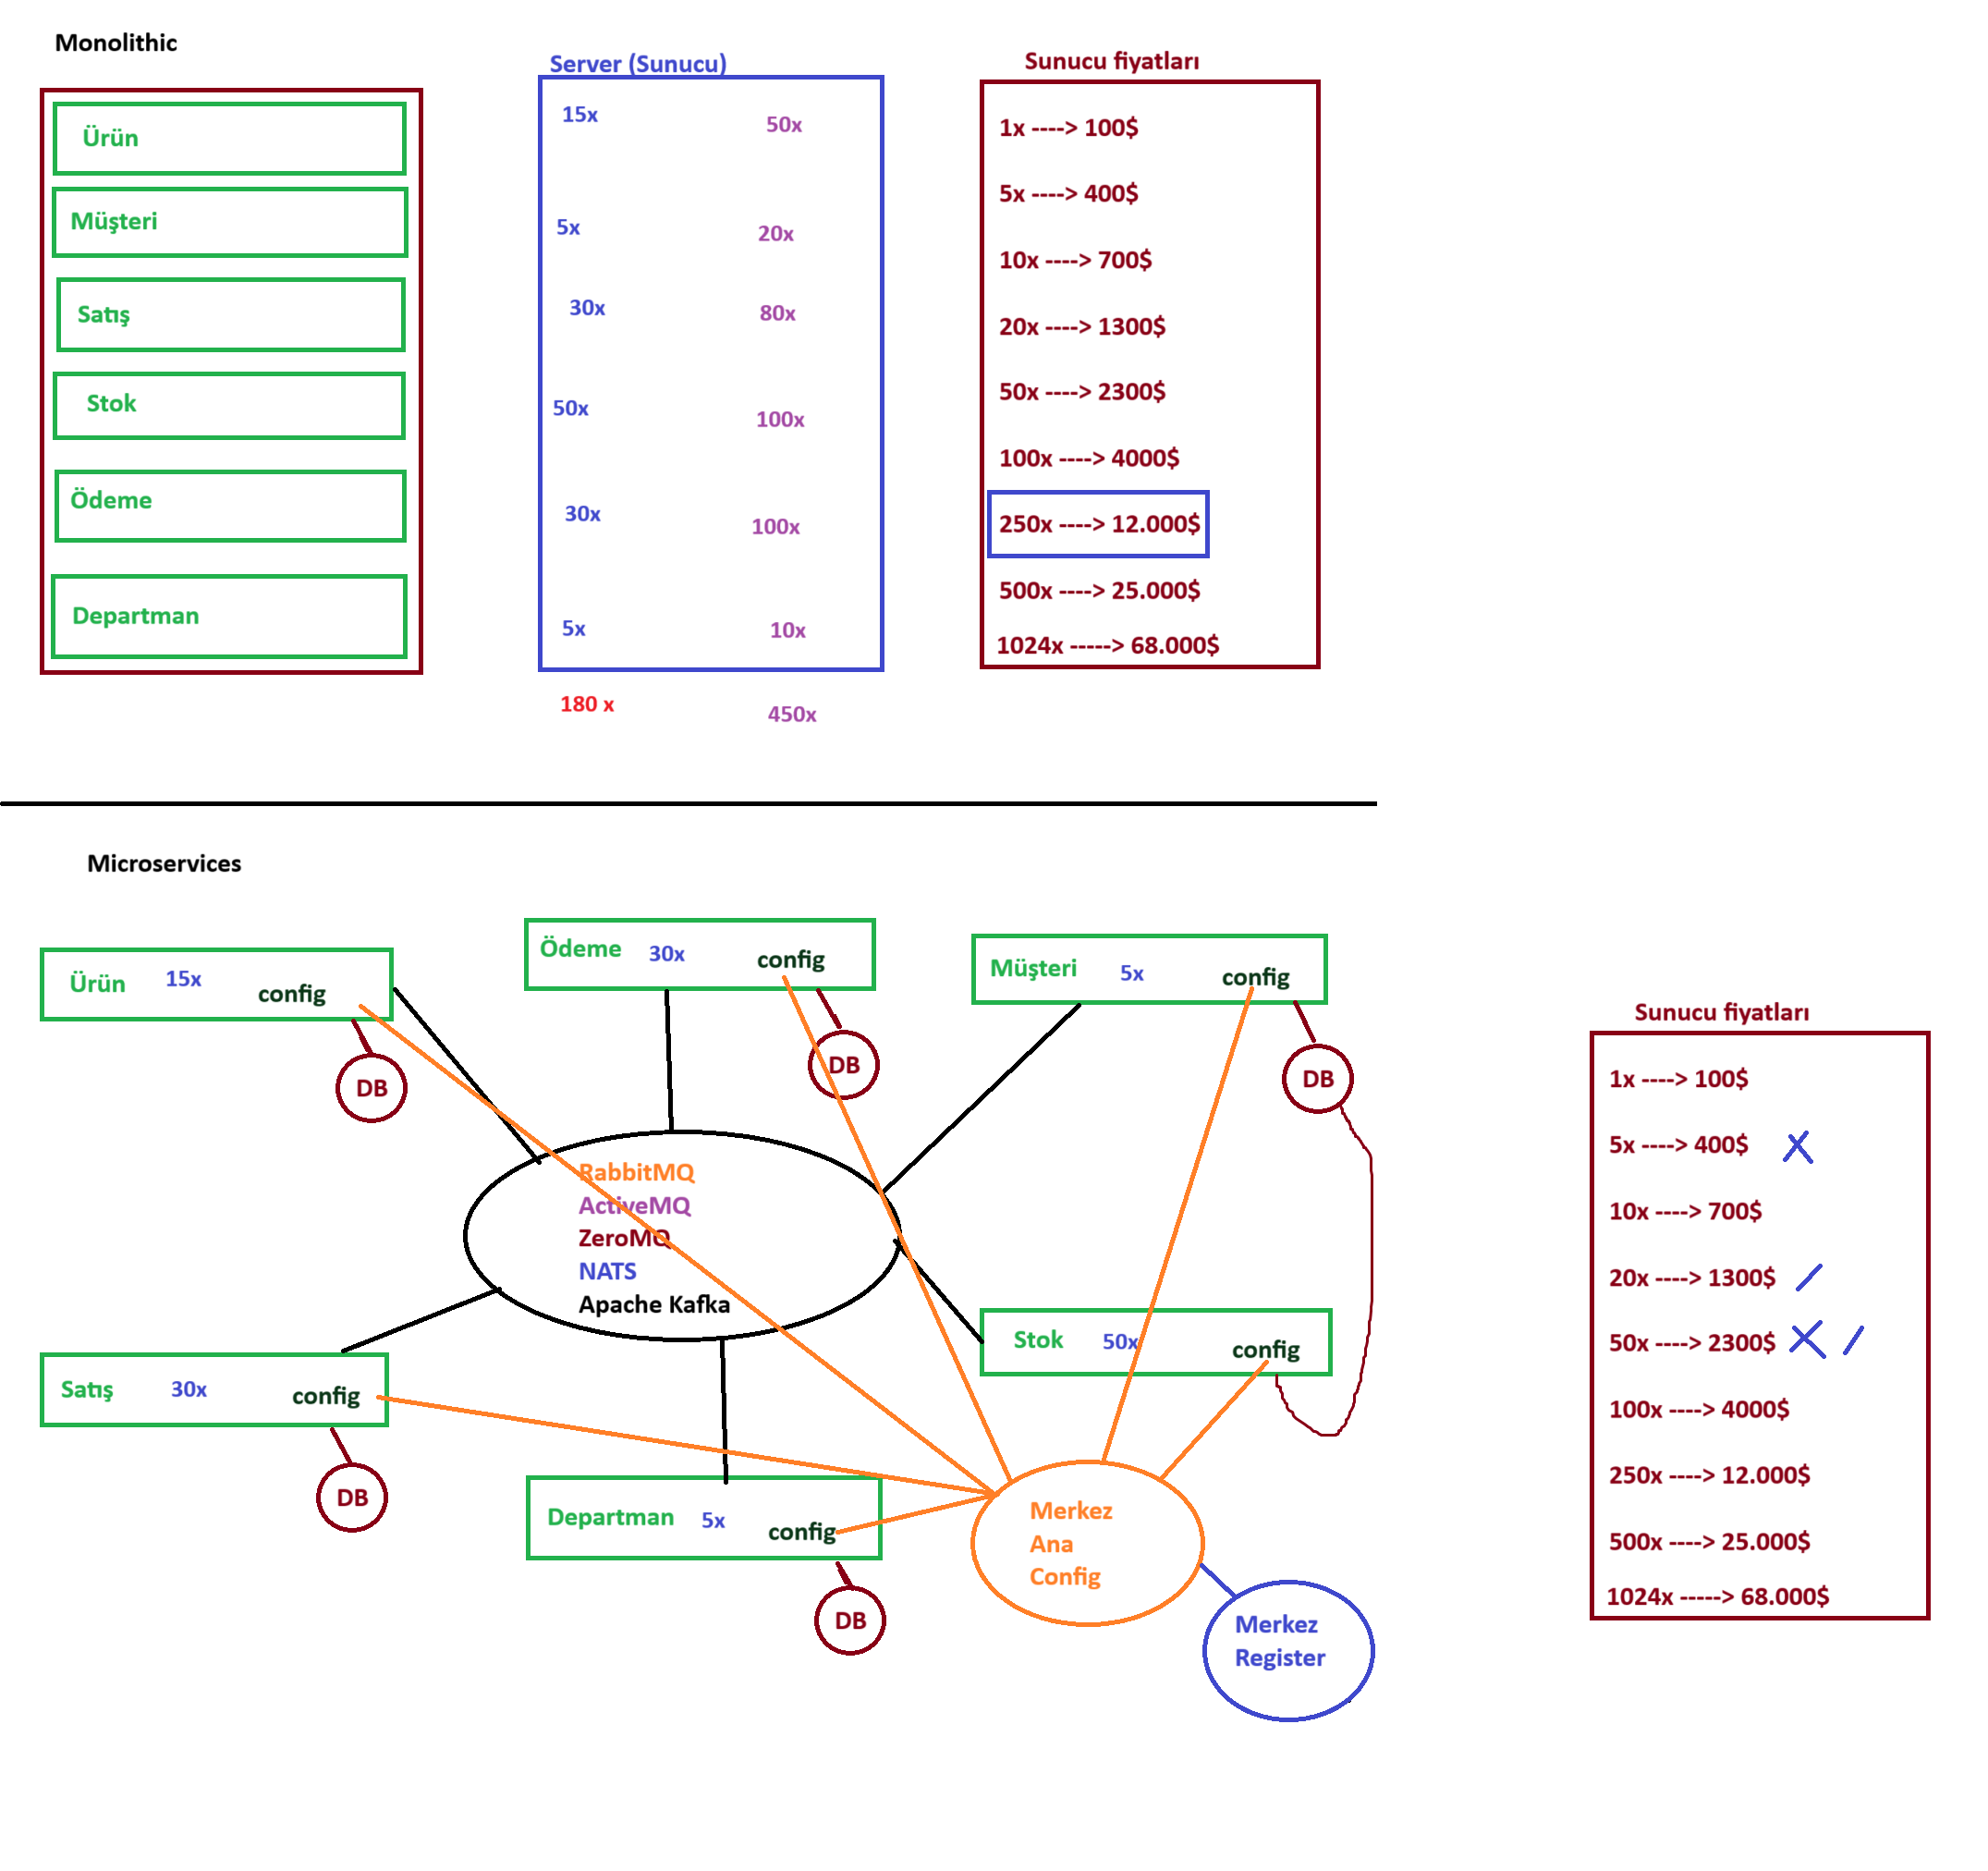 Monolithic
Ürün
Müşteri
Satış
Stok
Ödeme
Departman
Server (Sunucu)
15x 50x
5x 20x
30x 80x
50x 100x
30x 100x
5x 10x
180 x 450x
Sunucu fiyatları
1x ----> 100$
5x ----> 400$
10x ----> 700$
20x ----> 1300$
50x ----> 2300$
100x ----> 4000$
250x ----> 12.000$
500x ----> 25.000$
1024x -----> 68.000$
Microservices
Ürün 15x config
DB
Ödeme 30x config
DB
Müşteri 5x config
DB
RabbitMQ
ActiveMQ
ZeroMQ
NATS
Apache Kafka
Stok 50x config
Satış 30x config
DB
Departman 5x config
DB
Merkez
Ana
Config
Merkez
Register
Sunucu fiyatları
1x ----> 100$
5x ----> 400$
10x ----> 700$
20x ----> 1300$
50x ----> 2300$
100x ----> 4000$
250x ----> 12.000$
500x ----> 25.000$
1024x -----> 68.000$